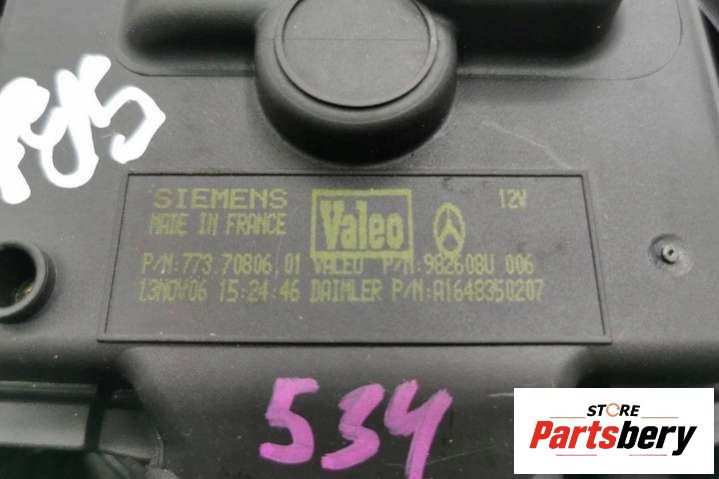 SIEMENS Valeo 12V
MADE IN FRANCE
P/N:773.70806.01 VALEO P/N:982608U 006
13NOV06 15:24:46 DAIMLER P/N:A1648350207
534
STORE
Partsbery